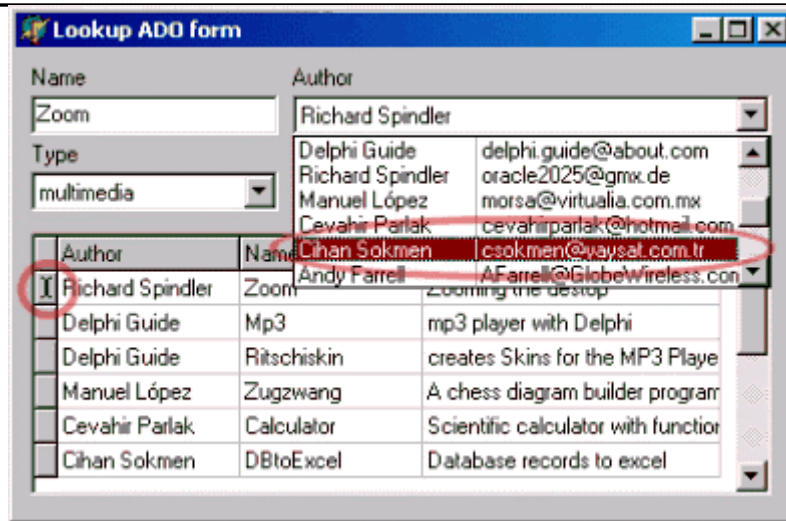 Lookup ADO form
Name Author
Zoom Richard Spindler
Type
multimedia
Delphi Guide delphi.guide@about.com
Richard Spindler oracle2025@gmx.de
Manuel López morsa@virtualia.com.mx
Cevahir Parlak cevahirparlak@hotmail.com
Cihan Sokmen csokmen@yaysat.com.tr
Andy Farrell AFarrell@GlobeWireless.com
Author Name
Richard Spindler Zoom Zooming the destop
Delphi Guide Mp3 mp3 player with Delphi
Delphi Guide Ritschiskin creates Skins for the MP3 Playe
Manuel López Zugzwang A chess diagram builder program
Cevahir Parlak Calculator Scientific calculator with function
Cihan Sokmen DBtoExcel Database records to excel